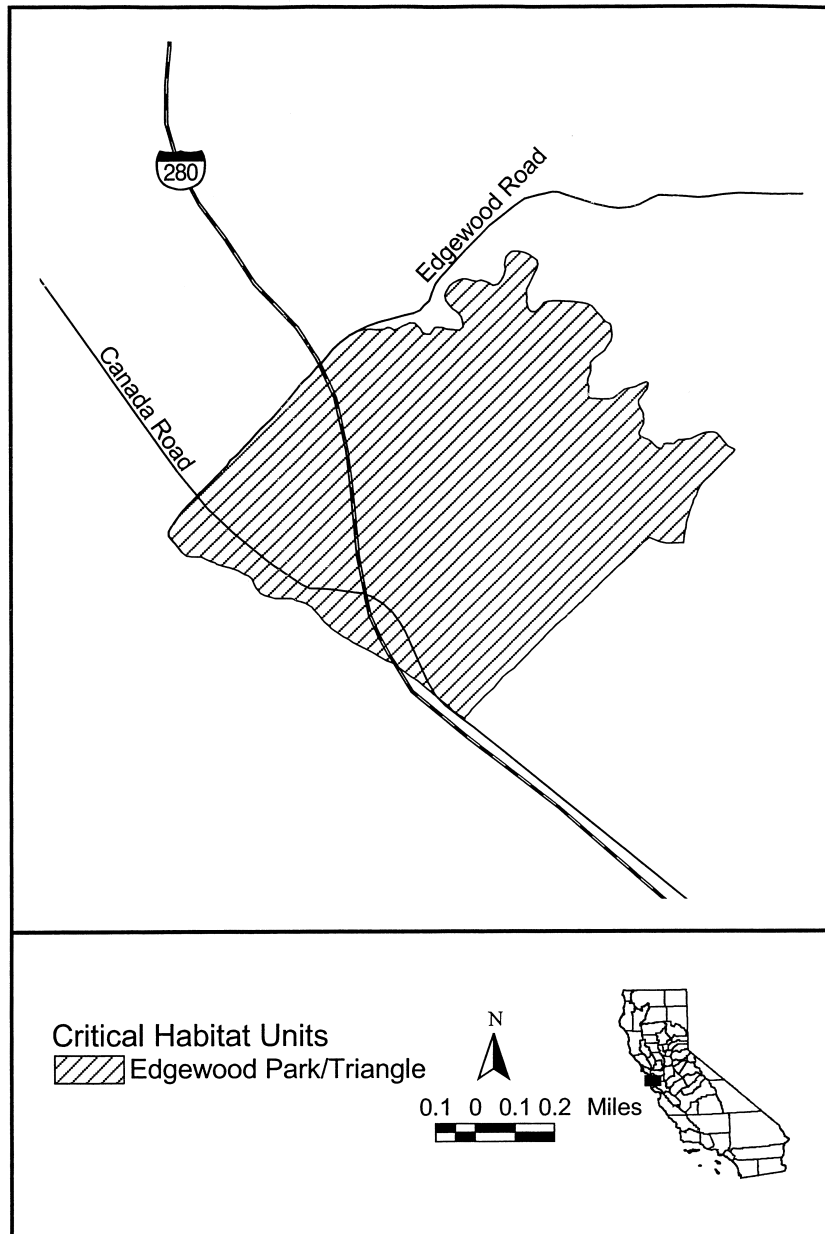 280
Edgewood Road
Canada Road
Critical Habitat Units
Edgewood Park/Triangle
N
0.1 0 0.1 0.2 Miles